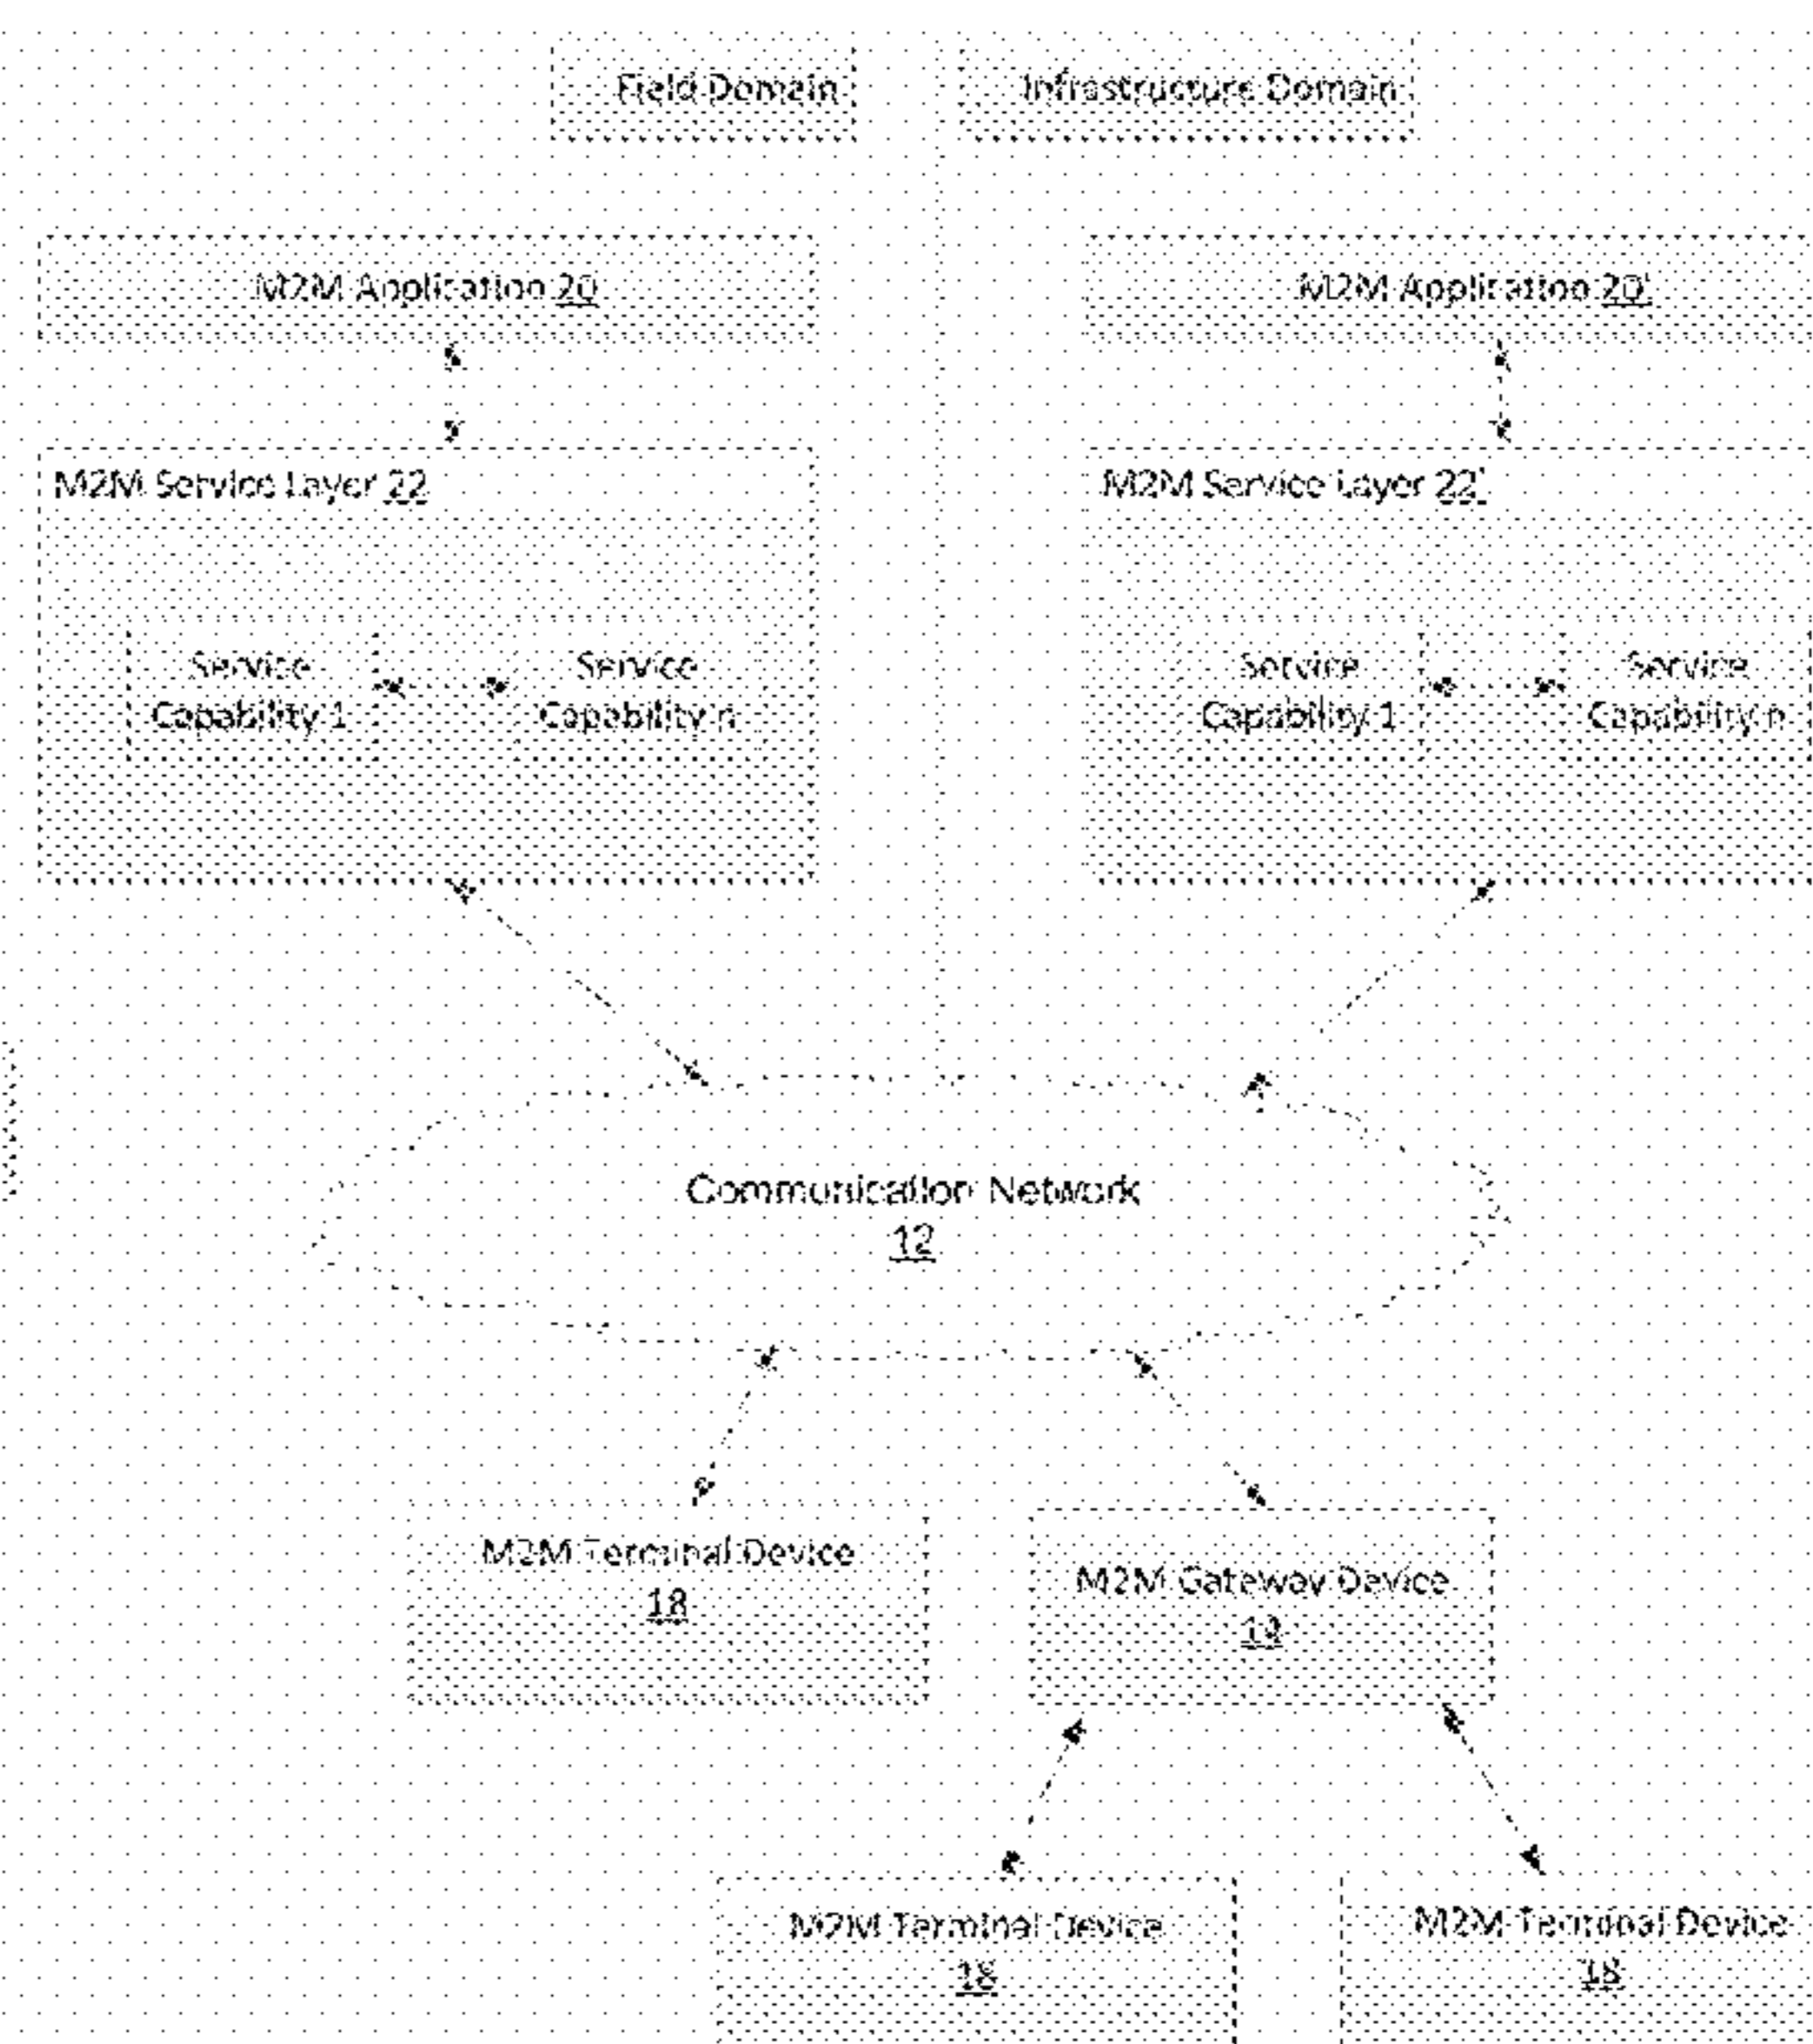 Field Domain
Infrastructure Domain
M2M Application 20
M2M Application 20'
M2M Service Layer 22
M2M Service Layer 22'
Service
Capability 1
Service
Capability n
Service
Capability 1
Service
Capability n
Communication Network
12
M2M Terminal Device
18
M2M Gateway Device
M2M Terminal Device
18
M2M Terminal Device
18